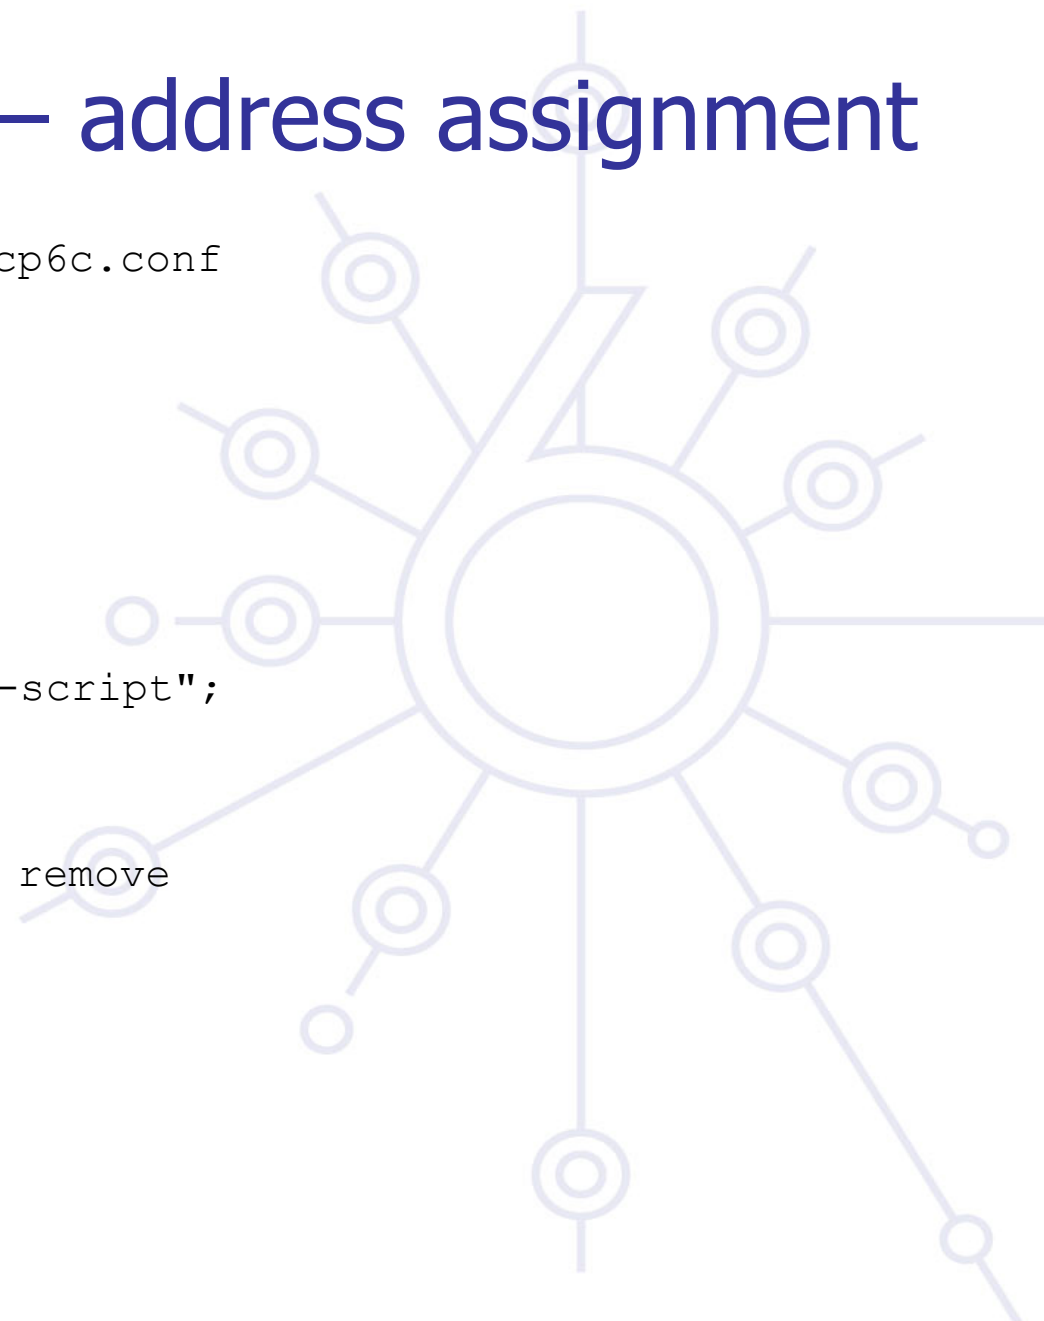 – address assignment
cp6c.conf
-script";
remove